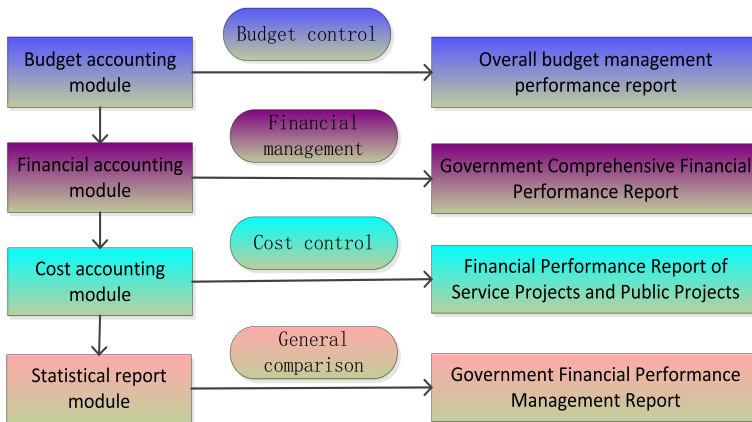 Budget control
Budget accounting
module
Overall budget management
performance report
Financial
management
Financial accounting
module
Government Comprehensive Financial
Performance Report
Cost control
Cost accounting
module
Financial Performance Report of
Service Projects and Public Projects
General
comparison
Statistical report
module
Government Financial Performance
Management Report